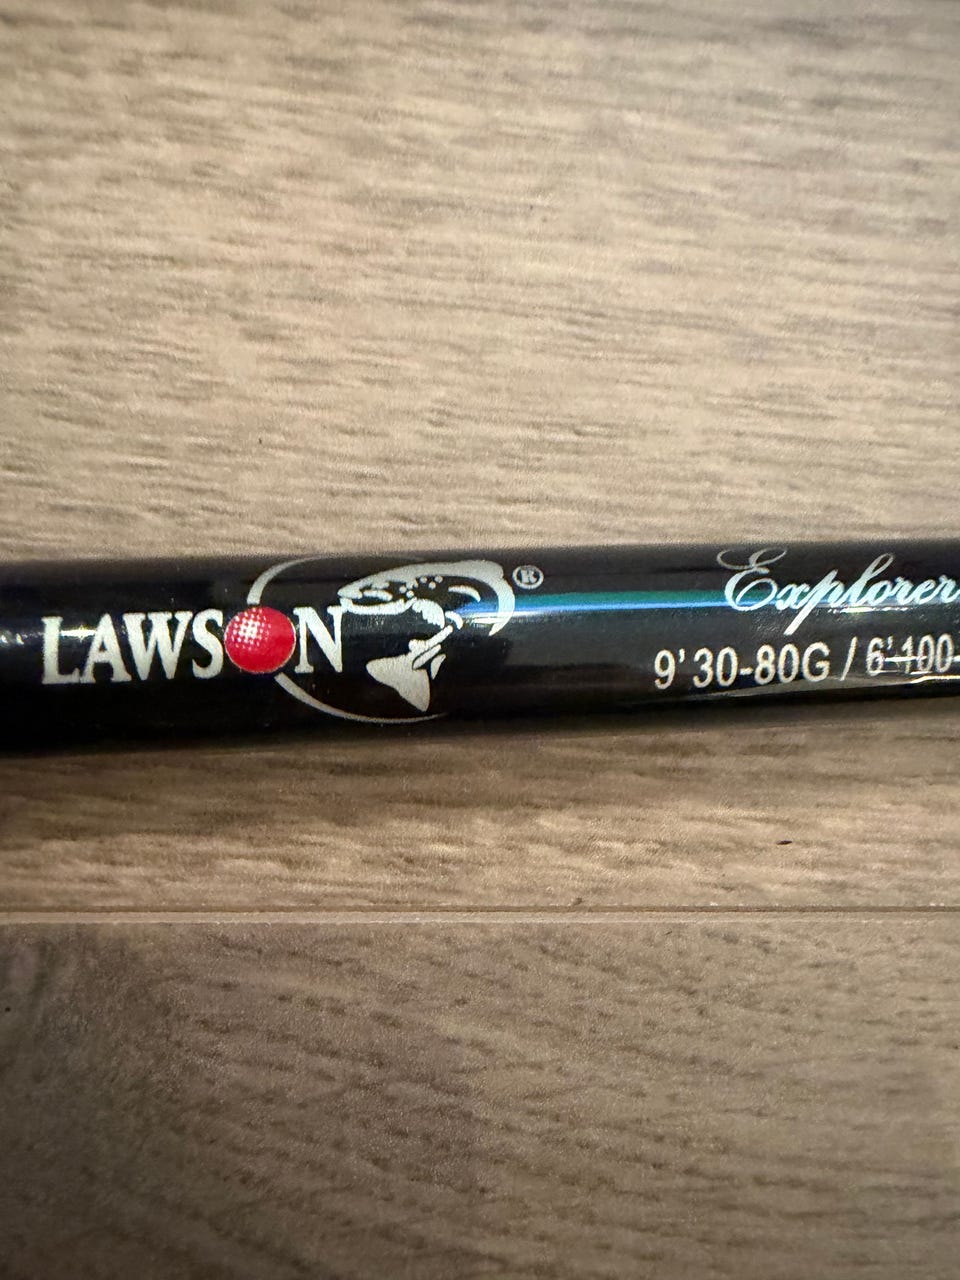 LAWSON ®
Explorer
9' 30-80G / 6' 100-